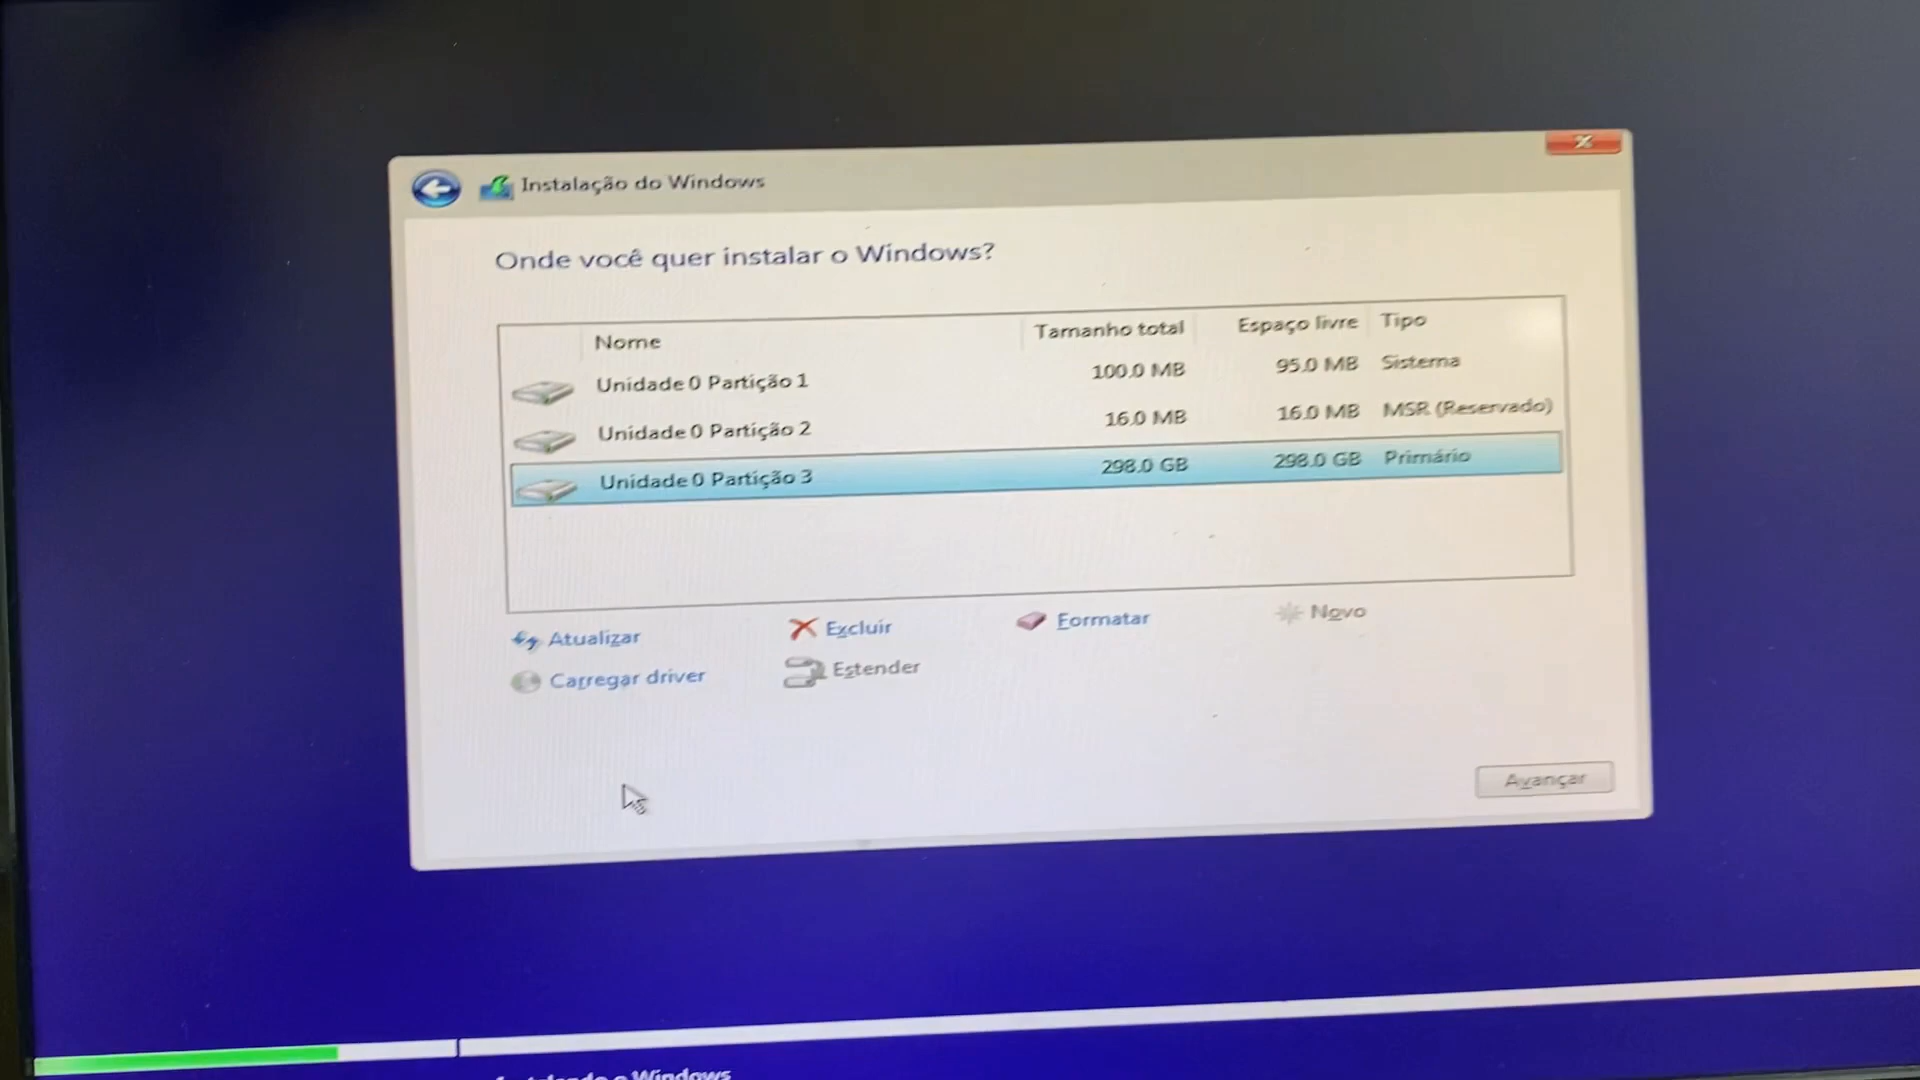 Instalação do Windows
Onde você quer instalar o Windows?
Nome Tamanho total Espaço livre Tipo
Unidade 0 Partição 1 100.0 MB 95.0 MB Sistema
Unidade 0 Partição 2 16.0 MB 16.0 MB MSR (Reservado)
Unidade 0 Partição 3 298.0 GB 298.0 GB Primário
Atualizar Excluir Formatar Novo
Carregar driver Estender
Avançar
o Windows